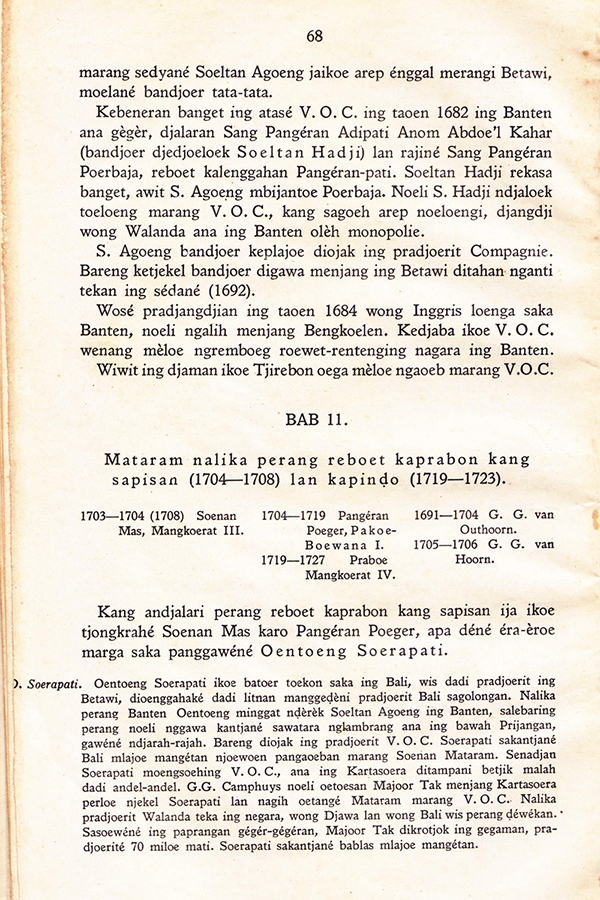 68
marang sedyané Soeltan Agoeng jaikoe arep énggal merangi Betawi,
moelané bandjoer tata-tata.
Kebeneran banget ing atasé V. O. C. ing taoen 1682 ing Banten
ana gègèr, djalaran Sang Pangéran Adipati Anom Abdoe'l Kahar
(bandjoer djedjoeloek Soeltan Hadji) lan rajiné Sang Pangéran
Poerbaja, reboet kalenggahan Pangéran-pati. Soeltan Hadji rekasa
banget, awit S. Agoeng mbijantoe Poerbaja. Noeli S. Hadji ndjaloek
toeloeng marang V. O. C., kang sagoeh arep noeloengi, djangdji
wong Walanda ana ing Banten olèh monopolie.
S. Agoeng bandjoer keplajoe diojak ing pradjoerit Compagnie.
Bareng ketjekel bandjoer digawa menjang ing Betawi ditahan nganti
tekan ing sédané (1692).
Wosé pradjangdjian ing taoen 1684 wong Inggris loenga saka
Banten, noeli ngalih menjang Bengkoelen. Kedjaba ikoe V. O. C.
wenang mèloe ngremboeg roewet-rentenging nagara ing Banten.
Wiwit ing djaman ikoe Tjirebon oega mèloe ngaoeb marang V.O.C.
BAB 11.
Mataram nalika perang reboet kaprabon kang
sapisan (1704—1708) lan kapinḍo (1719—1723).
1703—1704 (1708) Soenan
Mas, Mangkoerat III.
1704—1719 Pangéran
Poeger, Pakoe-
Boewana I.
1719—1727 Praboe
Mangkoerat IV.
1691—1704 G. G. van
Outhoorn.
1705—1706 G. G. van
Hoorn.
Kang andjalari perang reboet kaprabon kang sapisan ija ikoe
tjongkrahé Soenan Mas karo Pangéran Poeger, apa déné éra-èroe
marga saka panggawéné Oentoeng Soerapati.
O. Soerapati. Oentoeng Soerapati ikoe batoer toekon saka ing Bali, wis dadi pradjoerit ing
Betawi, dioenggahaké dadi litnan manggeḍèni pradjoerit Bali sagolongan. Nalika
perang Banten Oentoeng minggat nḍèrèk Soeltan Agoeng ing Banten, salebaring
perang noeli nggawa kantjané sawatara nglambrang ana ing bawah Prijangan,
gawéné ndjarah-rajah. Bareng diojak ing pradjoerit V. O. C. Soerapati sakantjané
Bali mlajoe mangétan njoewoen pangaoeban marang Soenan Mataram. Senadjan
Soerapati moengsoehing V. O. C., ana ing Kartasoera ditampani betjik malah
dadi andel-andel. G.G. Camphuys noeli oetoesan Majoor Tak menjang Kartasoera
perloe njekel Soerapati lan nagih oetangé Mataram marang V. O. C. Nalika
pradjoerit Walanda teka ing negara, wong Djawa lan wong Bali wis perang ḍéwékan.
Sasoewéné ing paprangan gégér-gégéran, Majoor Tak dikrotjok ing gegaman, pra-
djoerité 70 miloe mati. Soerapati sakantjané bablas mlajoe mangétan.